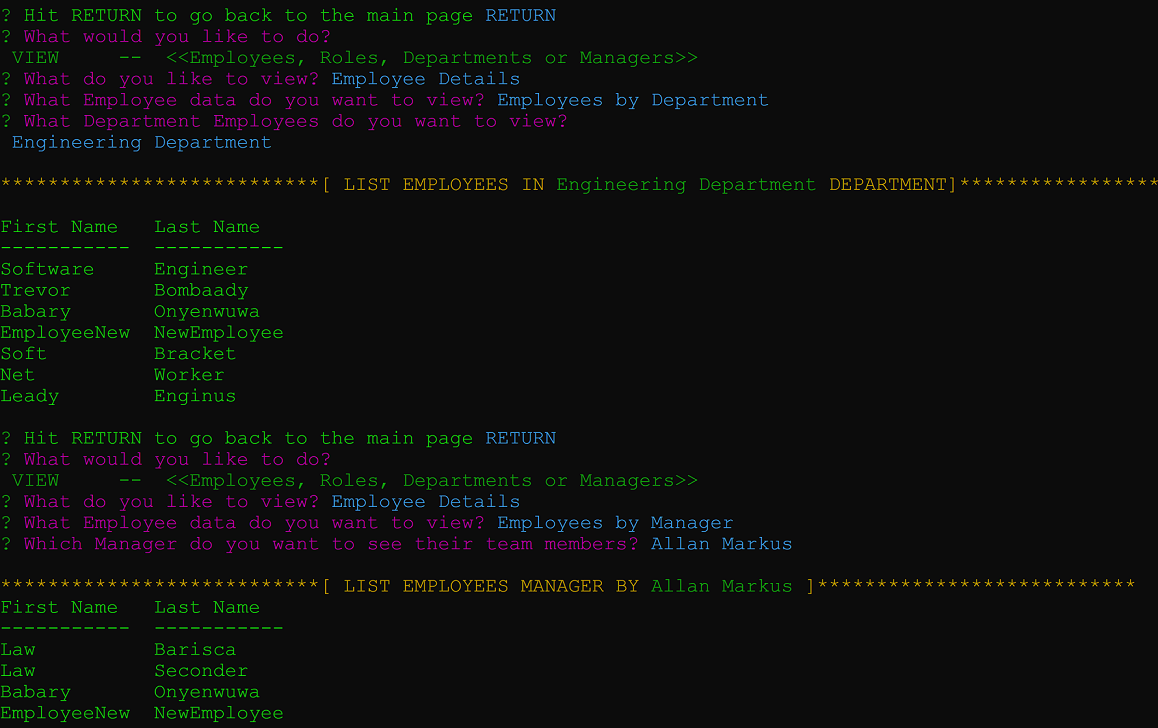 ? Hit RETURN to go back to the main page RETURN
? What would you like to do?
 VIEW     --  <<Employees, Roles, Departments or Managers>>
? What do you like to view? Employee Details
? What Employee data do you want to view? Employees by Department
? What Department Employees do you want to view?
 Engineering Department
***************************[ LIST EMPLOYEES IN Engineering Department DEPARTMENT]*****************
First Name   Last Name
-----------  -----------
Software     Engineer
Trevor       Bombaady
Babary       Onyenwuwa
EmployeeNew  NewEmployee
Soft         Bracket
Net          Worker
Leady        Enginus
? Hit RETURN to go back to the main page RETURN
? What would you like to do?
 VIEW     --  <<Employees, Roles, Departments or Managers>>
? What do you like to view? Employee Details
? What Employee data do you want to view? Employees by Manager
? Which Manager do you want to see their team members? Allan Markus
***************************[ LIST EMPLOYEES MANAGER BY Allan Markus ]***************************
First Name   Last Name
-----------  -----------
Law          Barisca
Law          Seconder
Babary       Onyenwuwa
EmployeeNew  NewEmployee